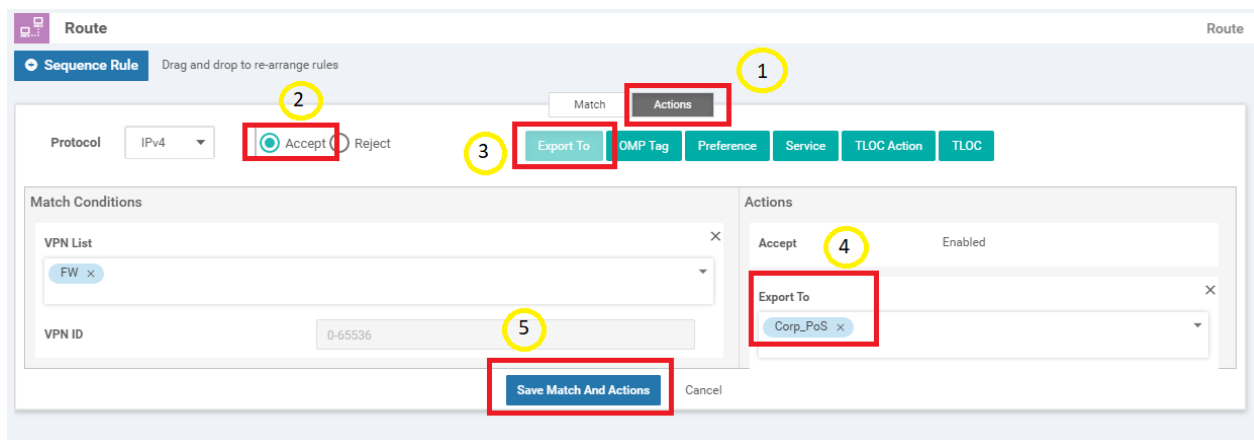 Route
Route
Sequence Rule Drag and drop to re-arrange rules
1
2
Match Actions
Protocol IPv4 Accept Reject
3
Export To OMP Tag Preference Service TLOC Action TLOC
Match Conditions
Actions
VPN List
FW ×
VPN ID 0-65536
Accept 4 Enabled
Export To
Corp_PoS ×
5
Save Match And Actions Cancel